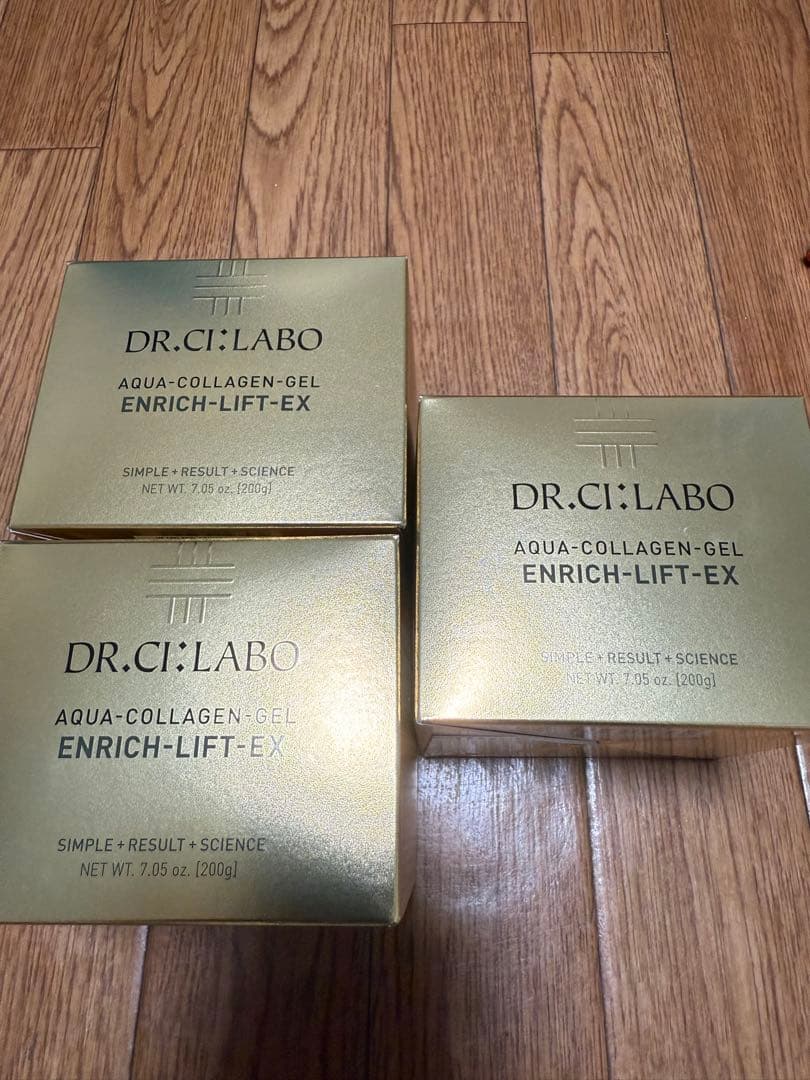 DR.CI:LABO
AQUA-COLLAGEN-GEL
ENRICH-LIFT-EX
SIMPLE + RESULT + SCIENCE
NET WT. 7.05 oz. [200g]
DR.CI:LABO
AQUA-COLLAGEN-GEL
ENRICH-LIFT-EX
SIMPLE + RESULT + SCIENCE
NET WT. 7.05 oz. [200g]
DR.CI:LABO
AQUA-COLLAGEN-GEL
ENRICH-LIFT-EX
SIMPLE + RESULT + SCIENCE
NET WT. 7.05 oz. [200g]